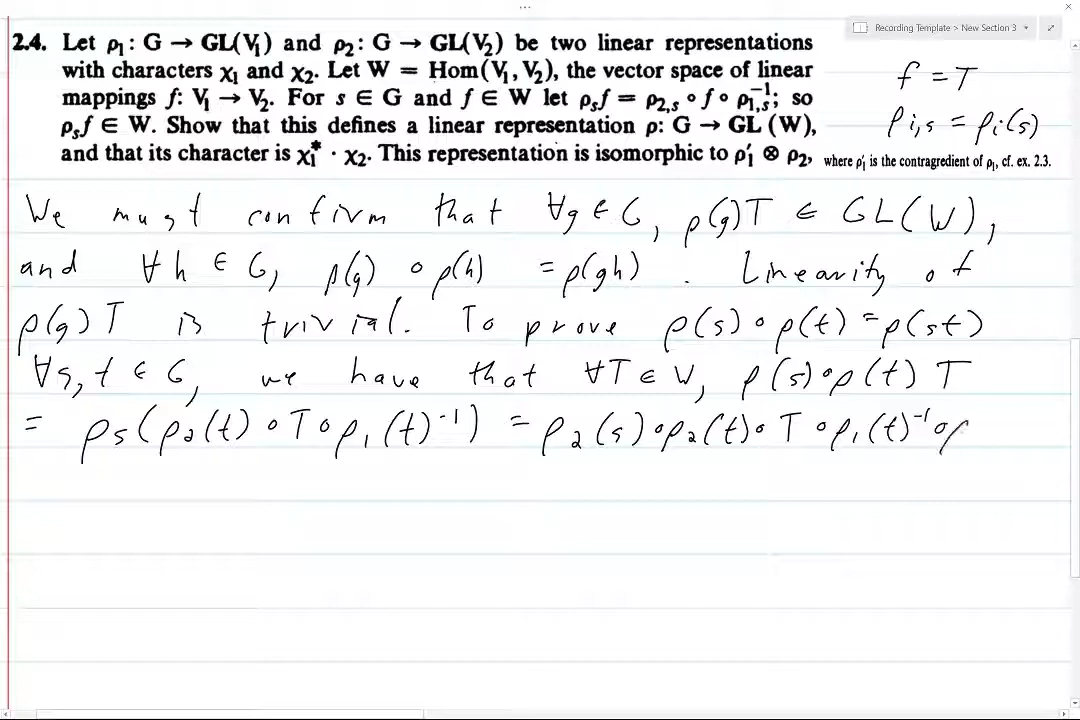 Recording Template > New Section 3
2.4. Let ρ₁: G → GL(V₁) and ρ₂: G → GL(V₂) be two linear representations
with characters χ₁ and χ₂. Let W = Hom(V₁, V₂), the vector space of linear
mappings f: V₁ → V₂. For s ∈ G and f ∈ W let ρₛf = ρ₂,ₛ ∘ f ∘ ρ₁,ₛ⁻¹; so
ρₛf ∈ W. Show that this defines a linear representation ρ: G → GL (W),
and that its character is χ₁* · χ₂. This representation is isomorphic to ρ₁′ ⊗ ρ₂,
where ρ₁′ is the contragredient of ρ₁, cf. ex. 2.3.
f = T
ρi,s = ρi(s)
We must confirm that ∀g ∈ G, ρ(g)T ∈ GL(W),
and ∀h ∈ G, ρ(g) ∘ ρ(h) = ρ(gh). Linearity of
ρ(g)T is trivial. To prove ρ(s) ∘ ρ(t) = ρ(st)
∀s, t ∈ G, we have that ∀T ∈ W, ρ(s)∘ρ(t) T
= ρs(ρ₂(t) ∘ T ∘ ρ₁(t)⁻¹) = ρ₂(s)∘ρ₂(t)∘ T ∘ρ₁(t)⁻¹∘